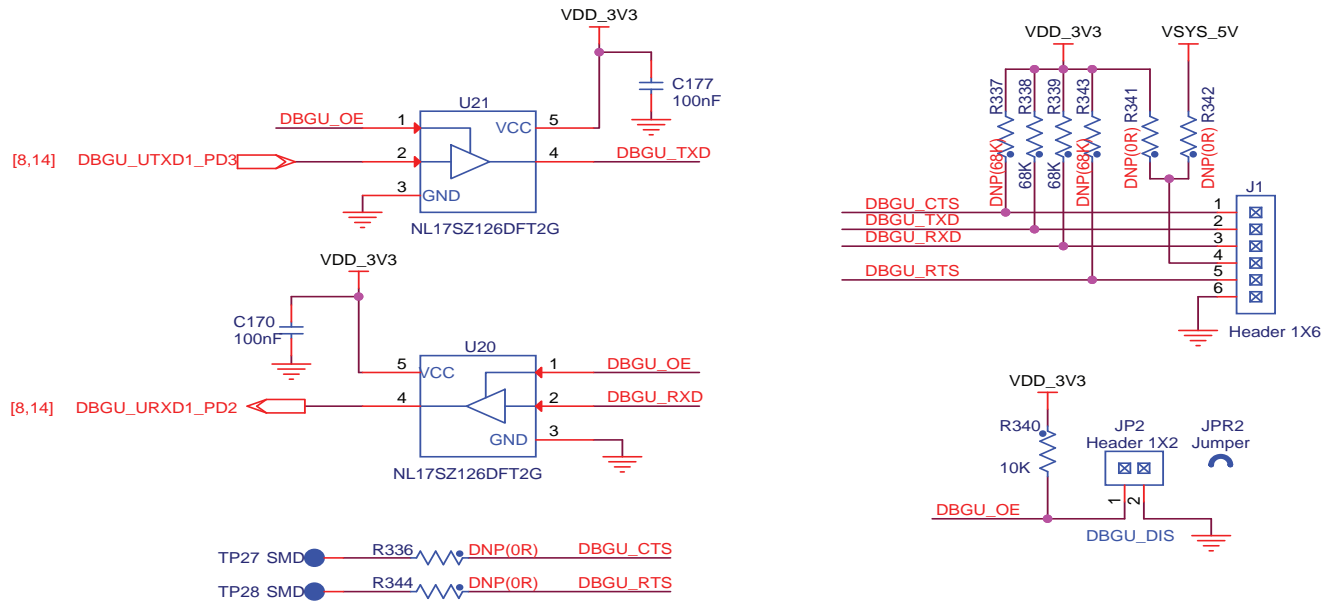 VDD_3V3
C177
100nF
U21
DBGU_OE
1
VCC
5
[8,14]
DBGU_UTXD1_PD3
2
4
DBGU_TXD
3
GND
NL17SZ126DFT2G
VDD_3V3
C170
100nF
U20
5
VCC
1
DBGU_OE
[8,14]
DBGU_URXD1_PD2
4
2
DBGU_RXD
GND
3
NL17SZ126DFT2G
TP27 SMD
R336
DNP(0R)
DBGU_CTS
TP28 SMD
R344
DNP(0R)
DBGU_RTS
VDD_3V3
VSYS_5V
R337
DNP(68K)
R338
68K
R339
68K
R343
DNP(68K)
R341
DNP(0R)
R342
DNP(0R)
J1
DBGU_CTS
1
DBGU_TXD
2
DBGU_RXD
3
4
DBGU_RTS
5
6
Header 1X6
VDD_3V3
R340
10K
JP2
Header 1X2
JPR2
Jumper
1
2
DBGU_OE
DBGU_DIS